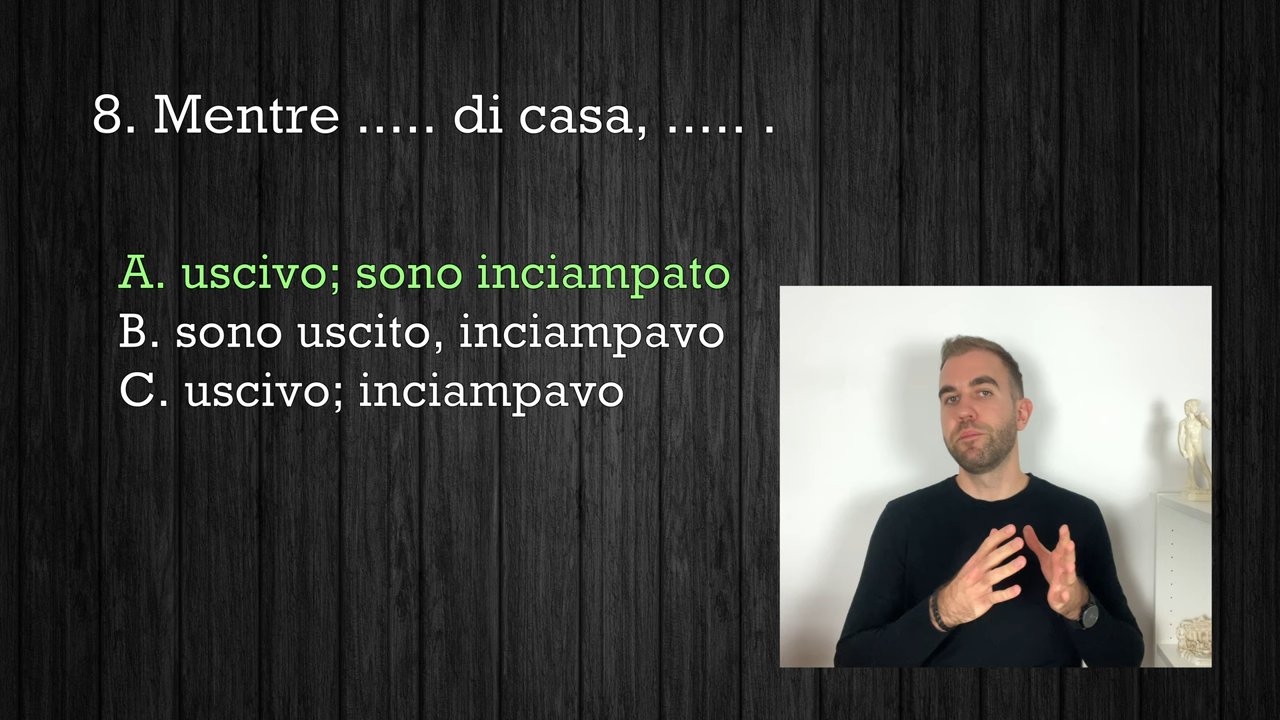 8. Mentre ..... di casa, ..... .
A. uscivo; sono inciampato
B. sono uscito, inciampavo
C. uscivo; inciampavo